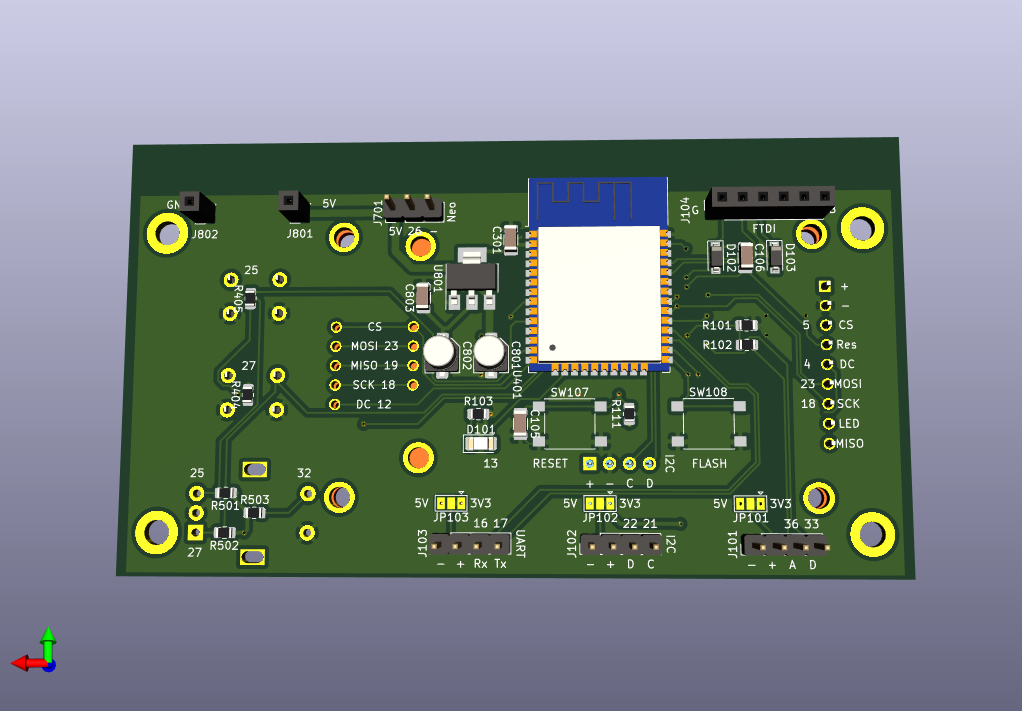 GN
J802
J801
5V
J701
Neo
5V 26 -
J104
G
FTDI
C301
U801
C803
C802
C801
U401
D102
C106
D103
R101
R102
+
-
5 CS
Res
4 DC
23 MOSI
18 SCK
LED
MISO
25
R405
27
R404
CS
MOSI 23
MISO 19
SCK 18
DC 12
R103
D101
13
C105
SW107
R111
SW108
RESET
FLASH
I2C
+ - C D
25
32
R501
R503
R502
27
5V 3V3
JP103
5V 3V3
JP102
5V 3V3
JP101
J103
16 17
UART
- + Rx Tx
J102
22 21
I2C
- + D C
J101
36 33
- + A D